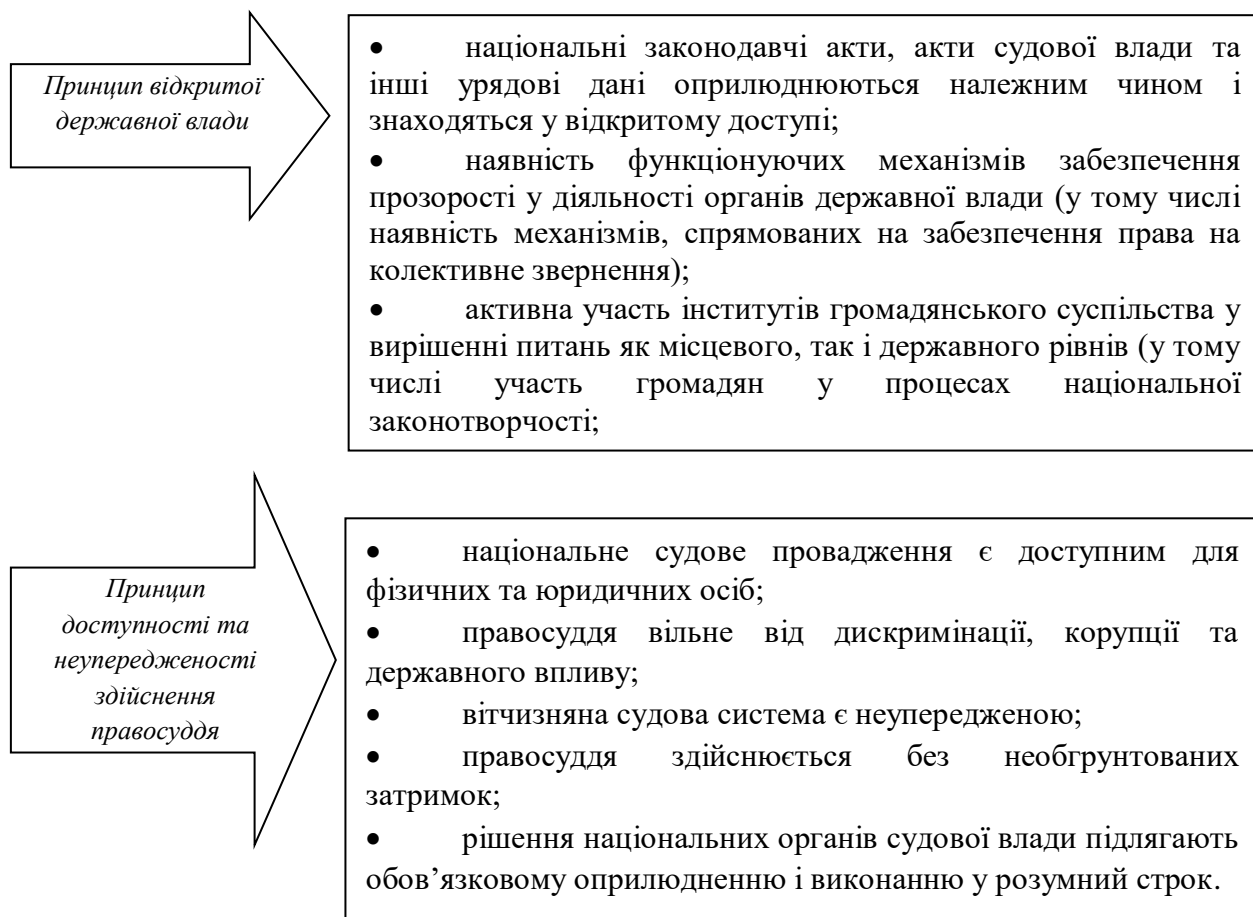 Принцип відкритої
державної влади
• національні законодавчі акти, акти судової влади та
інші урядові дані оприлюднюються належним чином і
знаходяться у відкритому доступі;
• наявність функціонуючих механізмів забезпечення
прозорості у діяльності органів державної влади (у тому числі
наявність механізмів, спрямованих на забезпечення права на
колективне звернення);
• активна участь інститутів громадянського суспільства у
вирішенні питань як місцевого, так і державного рівнів (у тому
числі участь громадян у процесах національної
законотворчості;
Принцип
доступності та
неупередженості
здійснення
правосуддя
• національне судове провадження є доступним для
фізичних та юридичних осіб;
• правосуддя вільне від дискримінації, корупції та
державного впливу;
• вітчизняна судова система є неупередженою;
• правосуддя здійснюється без необгрунтованих
затримок;
• рішення національних органів судової влади підлягають
обов’язковому оприлюдненню і виконанню у розумний строк.